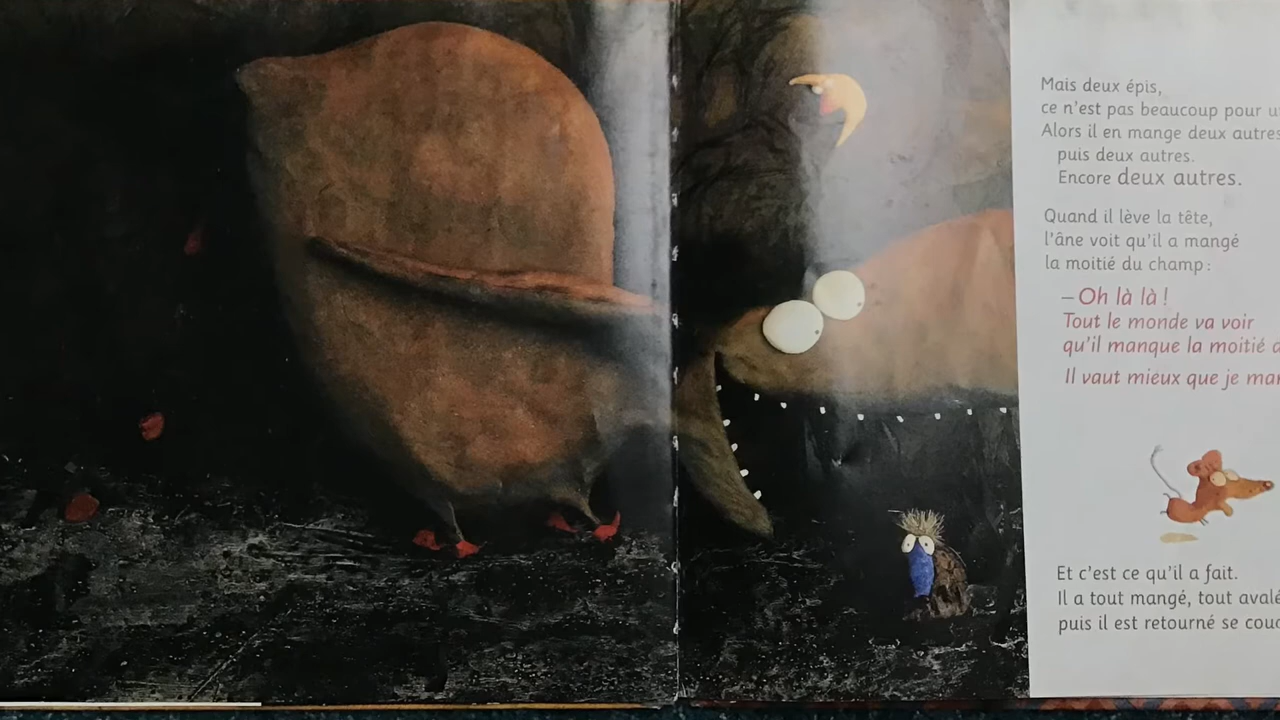 Mais deux épis,
ce n'est pas beaucoup pour
Alors il en mange deux autres
puis deux autres.
Encore deux autres.
Quand il lève la tête,
l'âne voit qu'il a mangé
la moitié du champ :
– Oh là là !
Tout le monde va voir
qu'il manque la moitié
Il vaut mieux que je
Et c'est ce qu'il a fait.
Il a tout mangé, tout avalé
puis il est retourné se